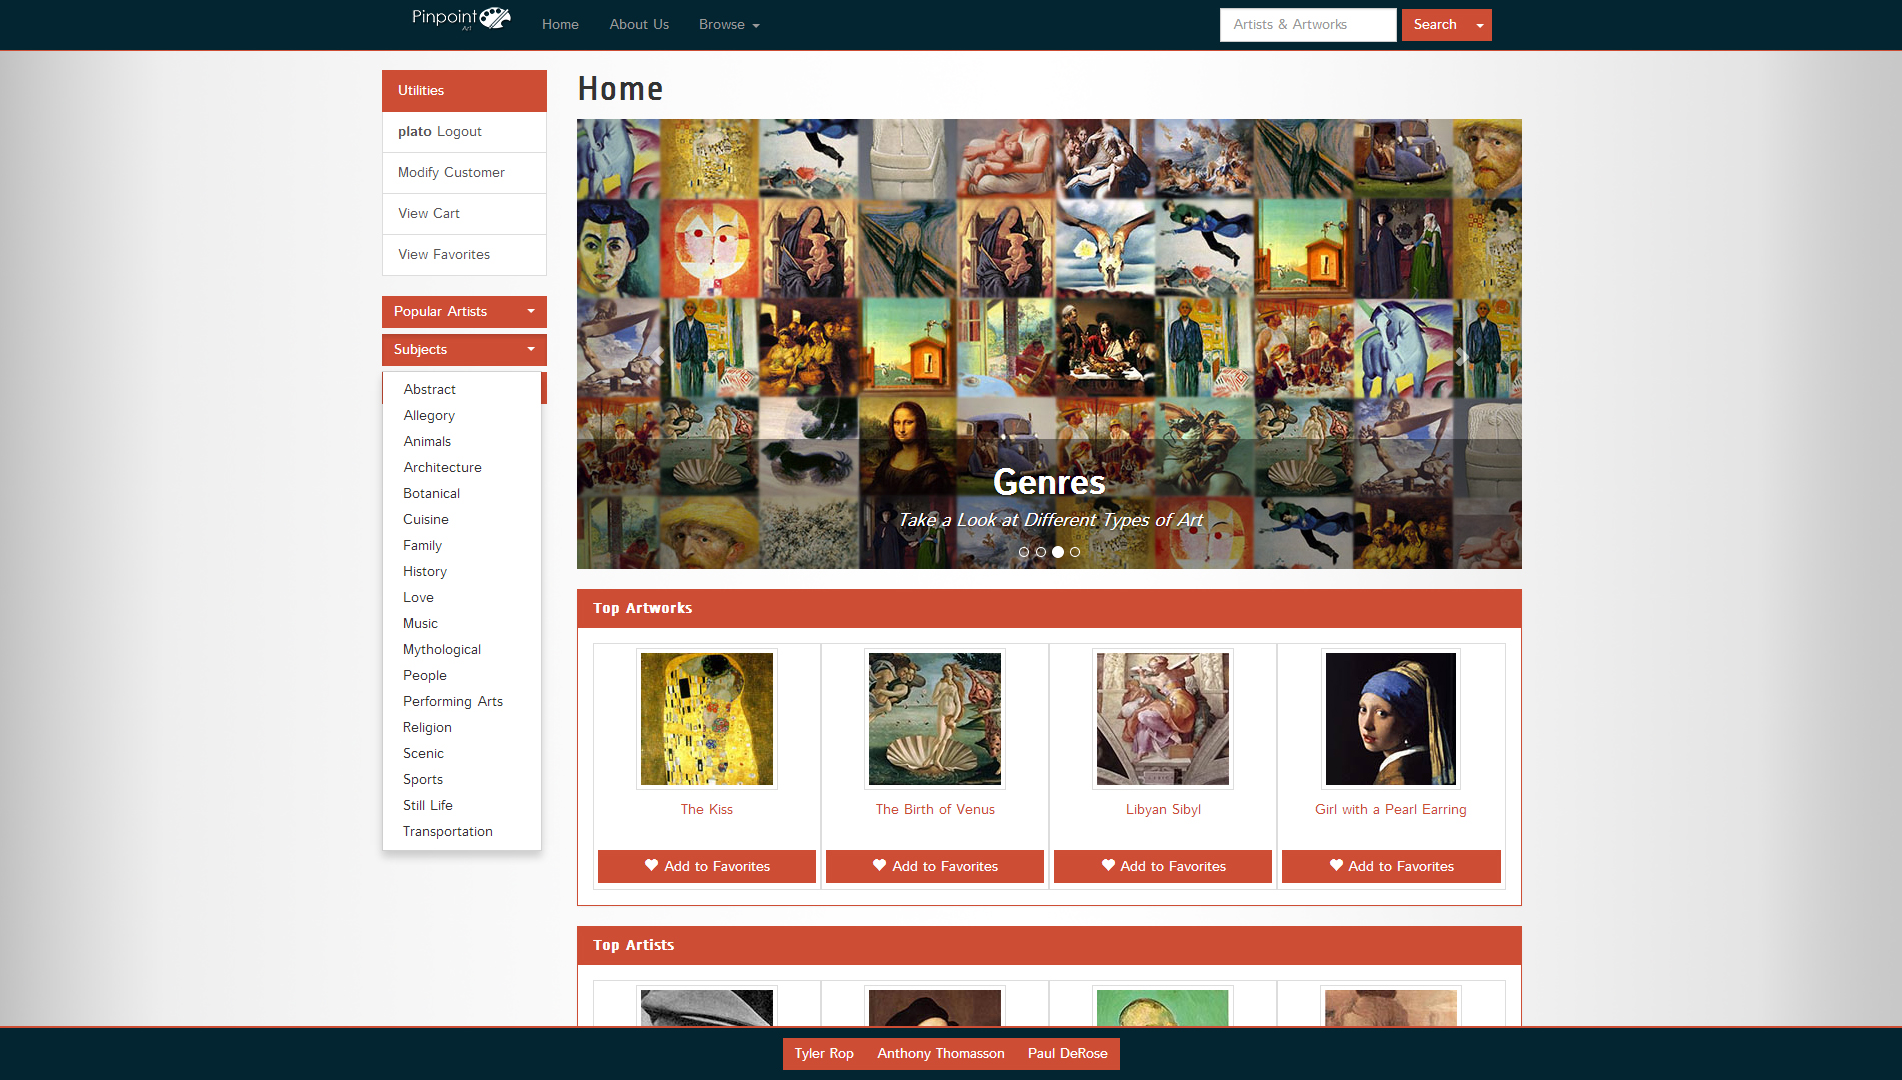 Pinpoint
Art
Home
About Us
Browse
Artists & Artworks
Search
Utilities
plato Logout
Modify Customer
View Cart
View Favorites
Popular Artists
Subjects
Abstract
Allegory
Animals
Architecture
Botanical
Cuisine
Family
History
Love
Music
Mythological
People
Performing Arts
Religion
Scenic
Sports
Still Life
Transportation
Home
Genres
Take a Look at Different Types of Art
Top Artworks
The Kiss
The Birth of Venus
Libyan Sibyl
Girl with a Pearl Earring
Add to Favorites
Add to Favorites
Add to Favorites
Add to Favorites
Top Artists
Tyler Rop
Anthony Thomasson
Paul DeRose